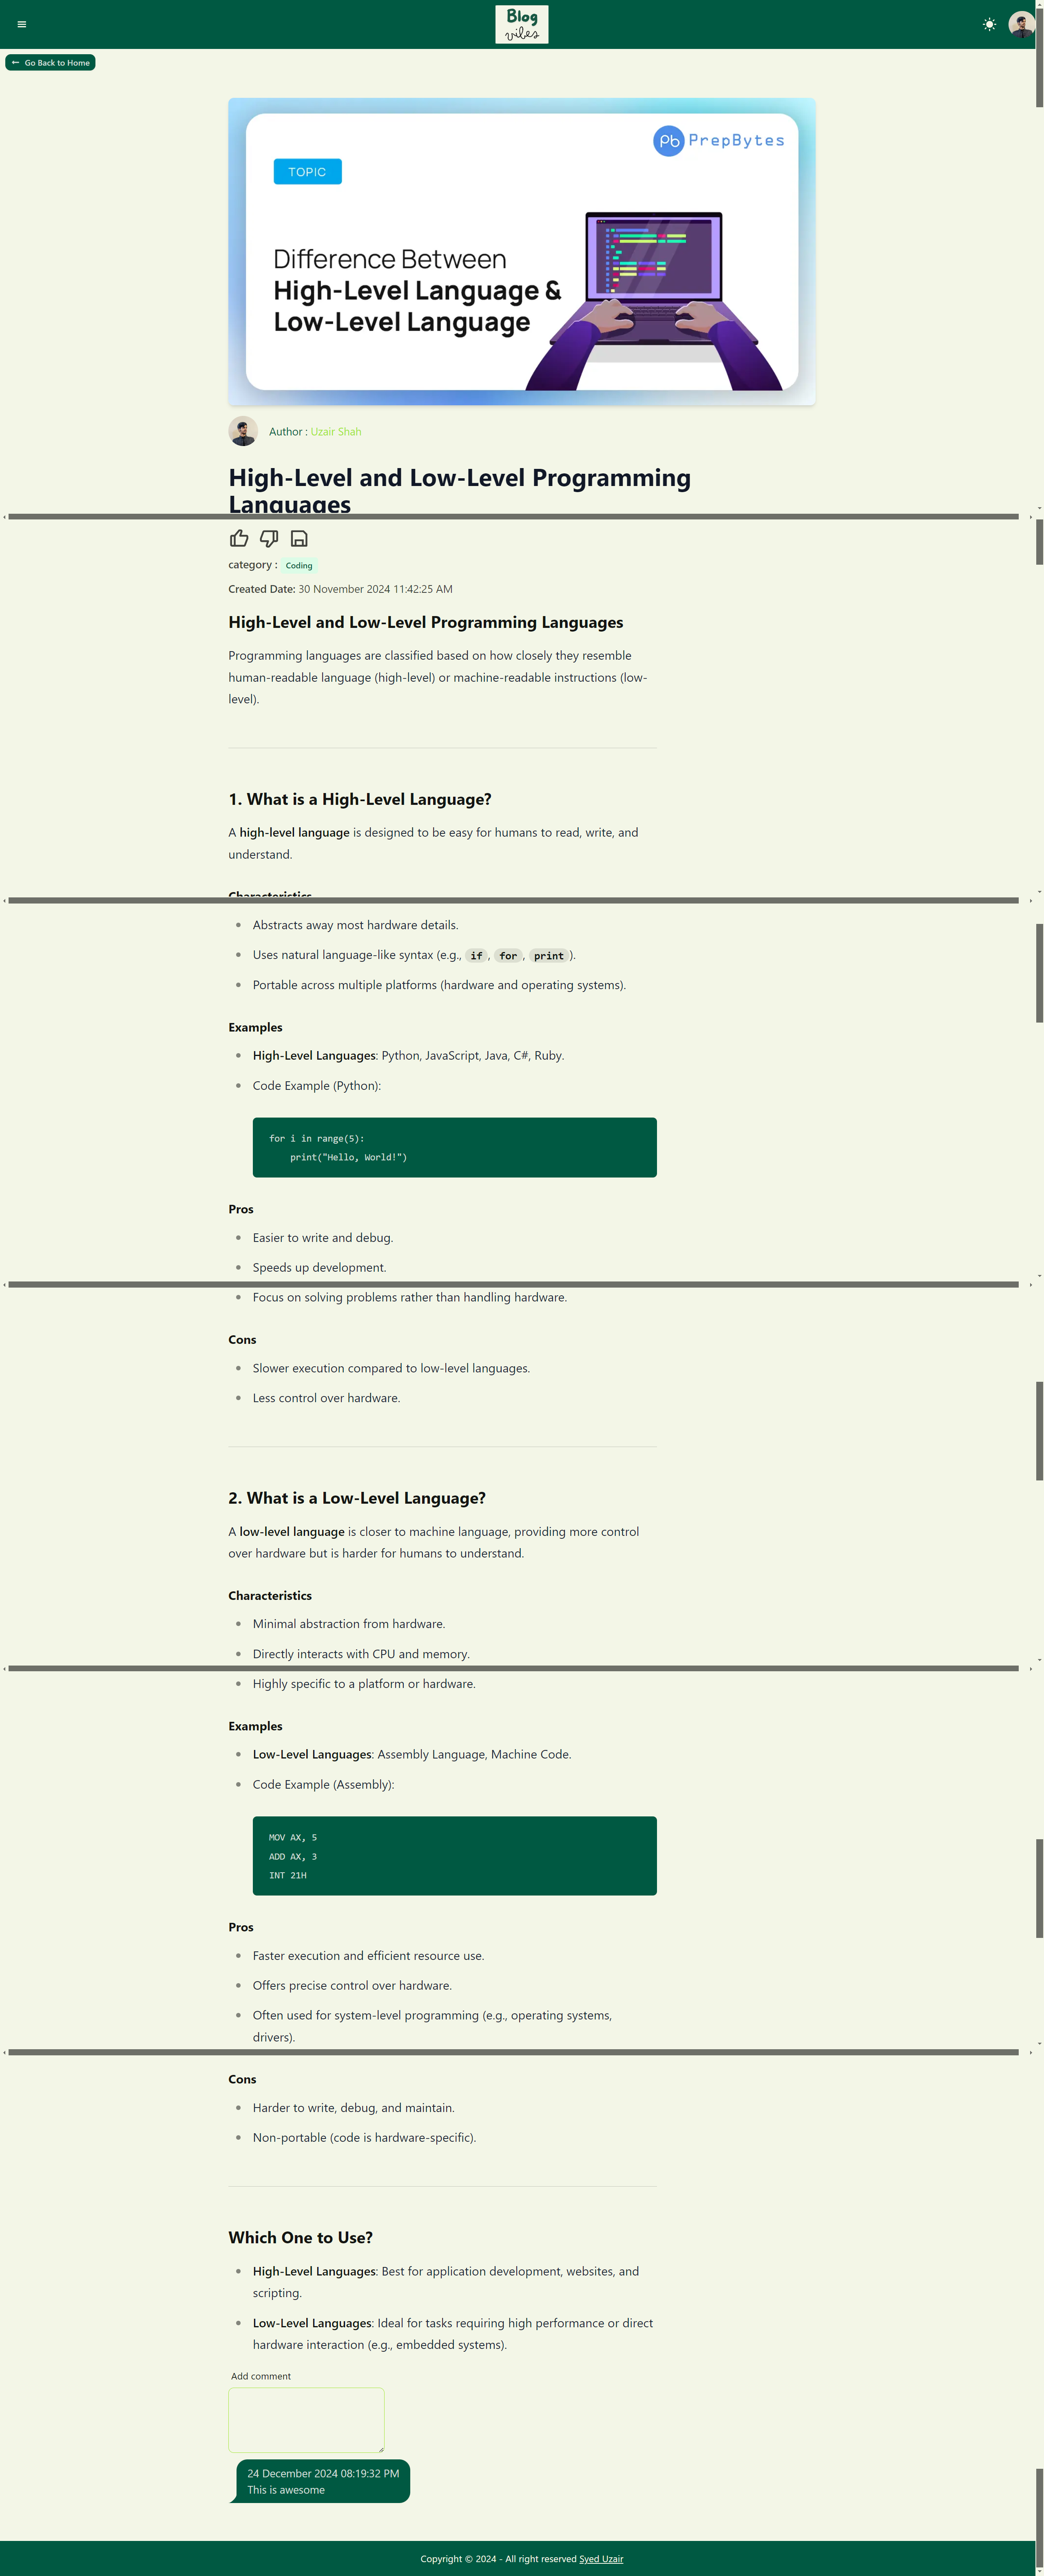 Blog
vibes
← Go Back to Home
Pb PrepBytes
TOPIC
Difference Between
High-Level Language &
Low-Level Language
Author : Uzair Shah
High-Level and Low-Level Programming
Languages
category : Coding
Created Date: 30 November 2024 11:42:25 AM
High-Level and Low-Level Programming Languages
Programming languages are classified based on how closely they resemble
human-readable language (high-level) or machine-readable instructions (low-
level).
1. What is a High-Level Language?
A high-level language is designed to be easy for humans to read, write, and
understand.
Characteristics
Abstracts away most hardware details.
Uses natural language-like syntax (e.g., if, for, print).
Portable across multiple platforms (hardware and operating systems).
Examples
High-Level Languages: Python, JavaScript, Java, C#, Ruby.
Code Example (Python):
for i in range(5):
    print("Hello, World!")
Pros
Easier to write and debug.
Speeds up development.
Focus on solving problems rather than handling hardware.
Cons
Slower execution compared to low-level languages.
Less control over hardware.
2. What is a Low-Level Language?
A low-level language is closer to machine language, providing more control
over hardware but is harder for humans to understand.
Characteristics
Minimal abstraction from hardware.
Directly interacts with CPU and memory.
Highly specific to a platform or hardware.
Examples
Low-Level Languages: Assembly Language, Machine Code.
Code Example (Assembly):
MOV AX, 5
ADD AX, 3
INT 21H
Pros
Faster execution and efficient resource use.
Offers precise control over hardware.
Often used for system-level programming (e.g., operating systems,
drivers).
Cons
Harder to write, debug, and maintain.
Non-portable (code is hardware-specific).
Which One to Use?
High-Level Languages: Best for application development, websites, and
scripting.
Low-Level Languages: Ideal for tasks requiring high performance or direct
hardware interaction (e.g., embedded systems).
Add comment
24 December 2024 08:19:32 PM
This is awesome
Copyright © 2024 - All right reserved Syed Uzair